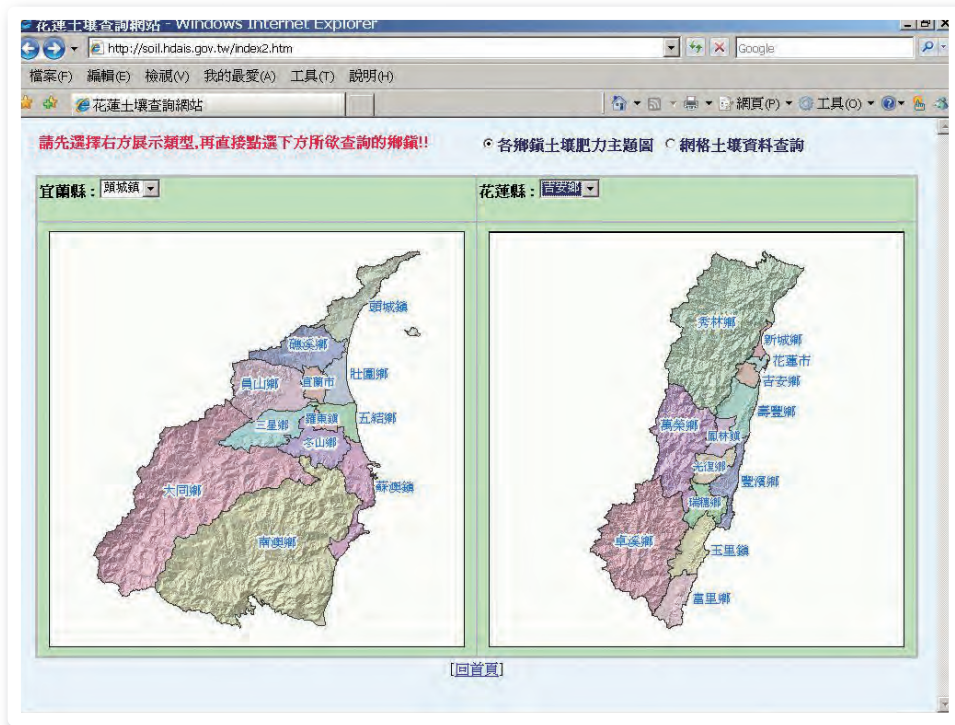 花蓮土壤查詢網站 - Windows Internet Explorer
http://soil.hdais.gov.tw/index2.htm
Google
檔案(F) 編輯(E) 檢視(V) 我的最愛(A) 工具(T) 說明(H)
花蓮土壤查詢網站
網頁(P) 工具(O)
請先選擇右方展示類型,再直接點選下方所欲查詢的鄉鎮!!
各鄉鎮土壤肥力主題圖 網格土壤資料查詢
宜蘭縣：頭城鎮
花蓮縣：吉安鄉
頭城鎮
礁溪鄉
壯圍鄉
員山鄉
宜蘭市
五結鄉
三星鄉
羅東鎮
冬山鄉
蘇澳鎮
大同鄉
南澳鄉
秀林鄉
新城鄉
花蓮市
吉安鄉
壽豐鄉
萬榮鄉
鳳林鎮
光復鄉
豐濱鄉
瑞穗鄉
卓溪鄉
玉里鎮
富里鄉
[回首頁]